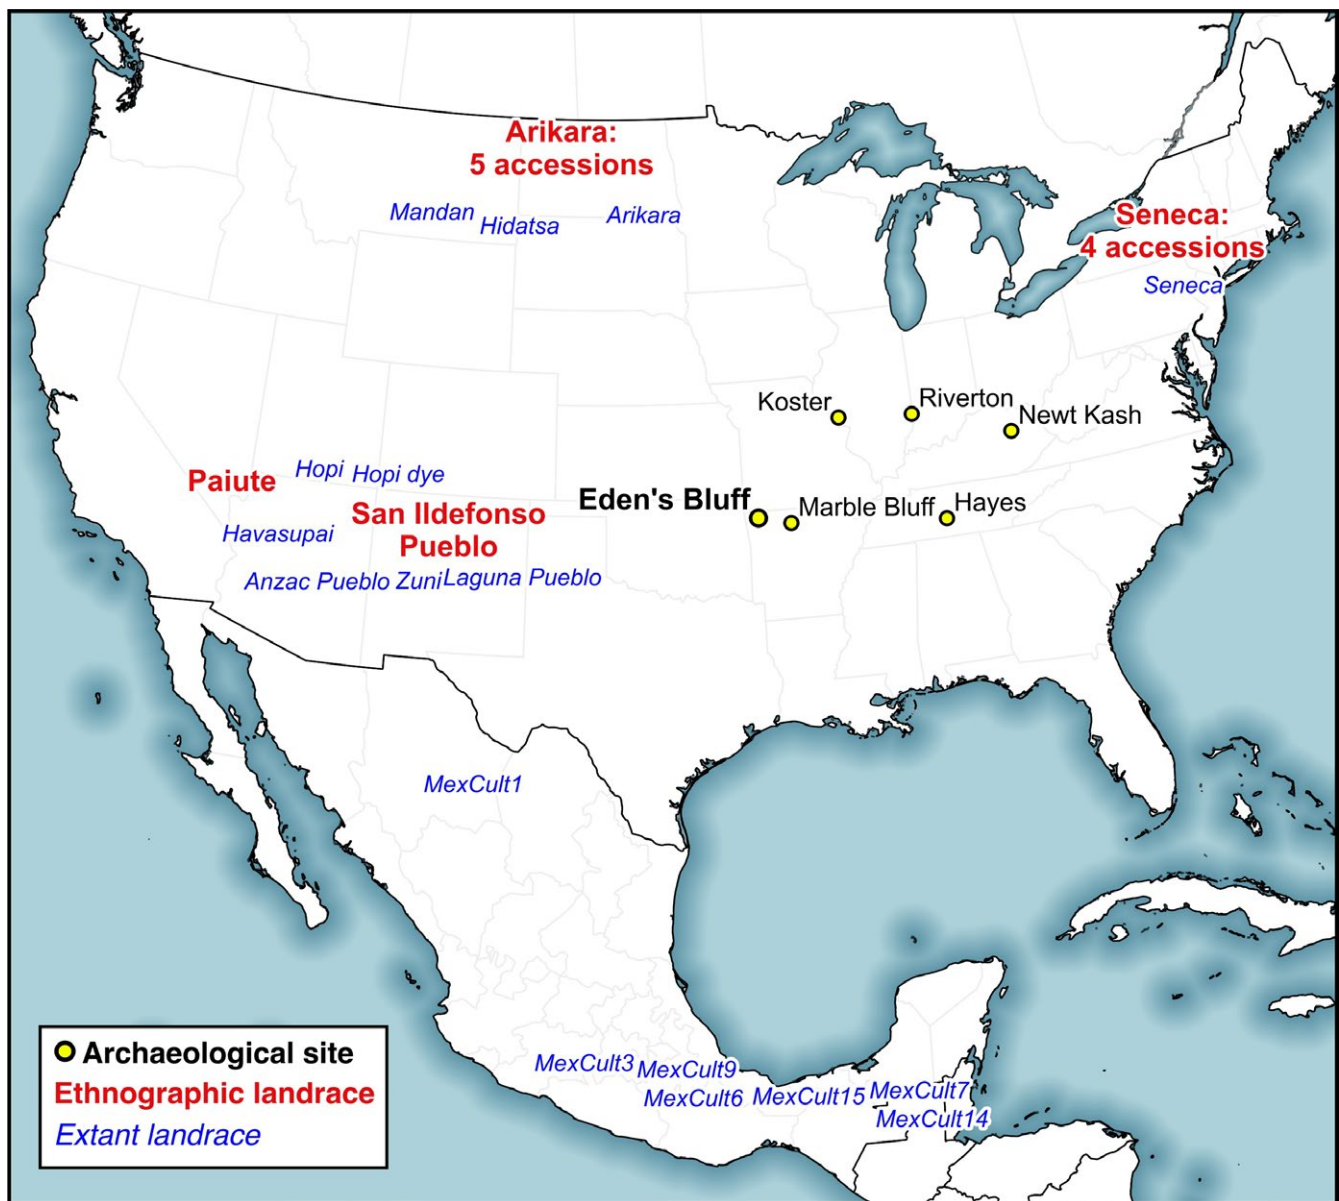 Arikara:
5 accessions
Mandan
Hidatsa
Arikara
Seneca:
4 accessions
Seneca
Koster
Riverton
Newt Kash
Paiute
Hopi
Hopi dye
Eden's Bluff
Marble Bluff
Hayes
San Ildefonso
Pueblo
Havasupai
Anzac Pueblo
Zuni
Laguna Pueblo
MexCult1
MexCult3
MexCult9
MexCult6
MexCult15
MexCult7
MexCult14
Archaeological site
Ethnographic landrace
Extant landrace